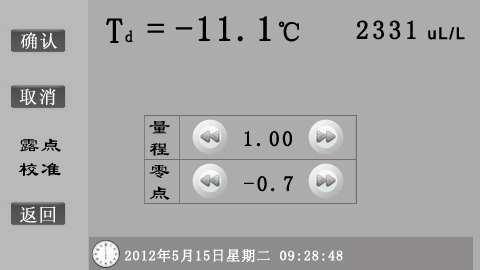 确认
Td = -11.1℃
2331 uL/L
取消
露点
校准
量程
1.00
零点
-0.7
返回
2012年5月15日星期二 09:28:48